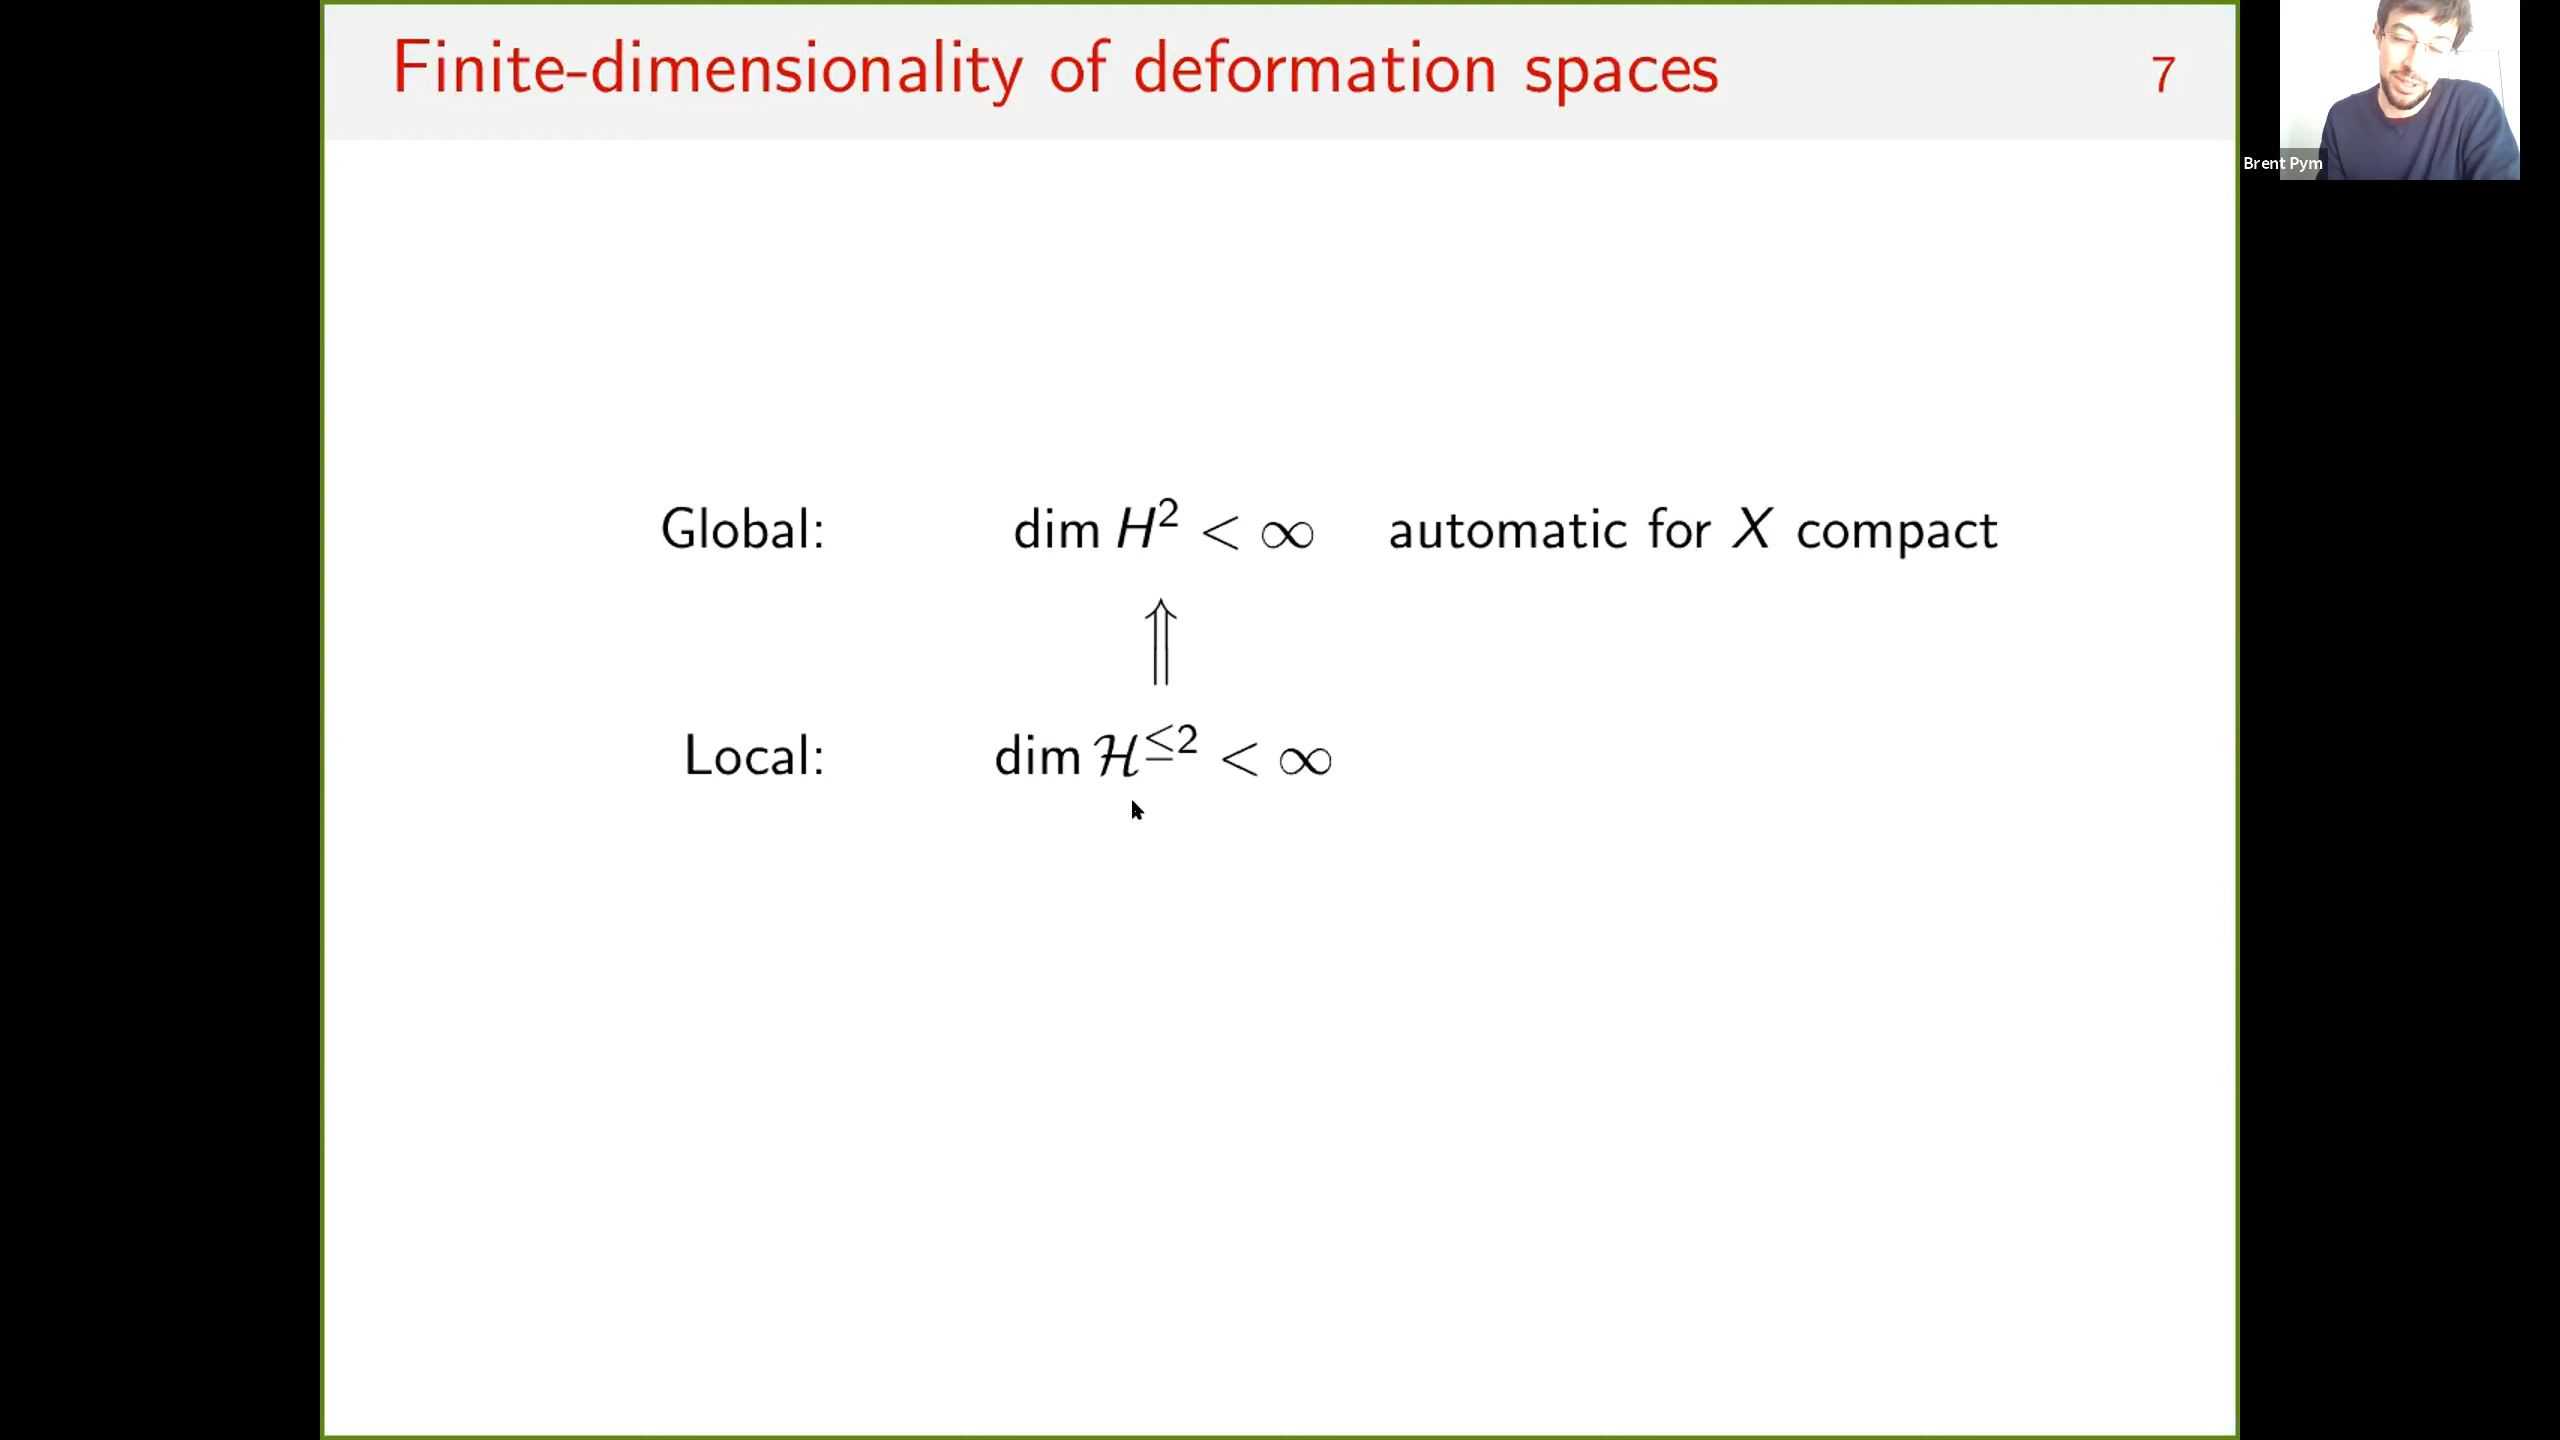 Finite-dimensionality of deformation spaces 7
Brent Pym
Global: dim H² < ∞ automatic for X compact
⇑
Local: dim ℋ^{≤2} < ∞